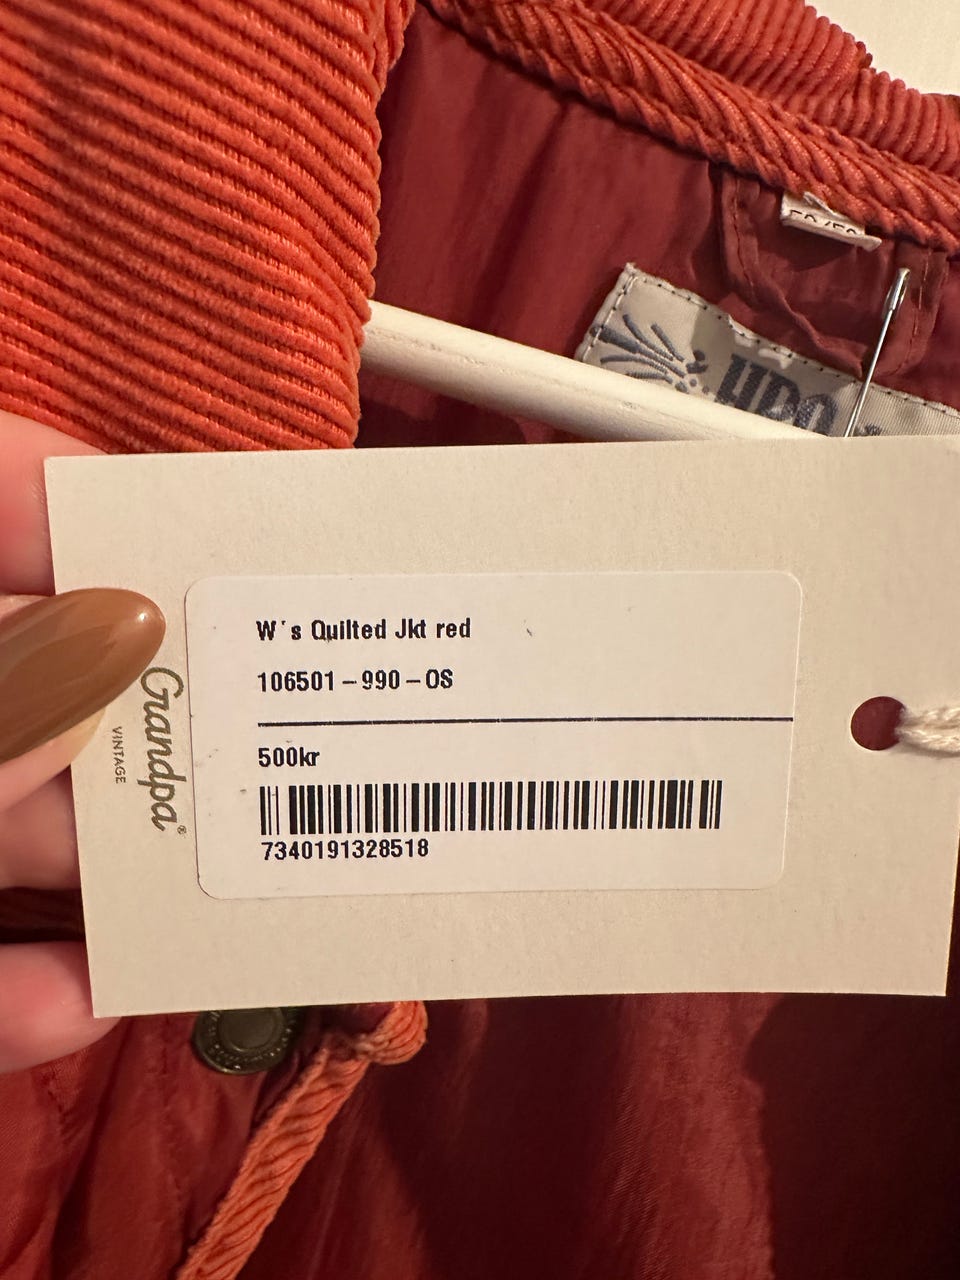 W's Quilted Jkt red
106501-990-OS
500kr
7340191328518
Grandpa®
VINTAGE